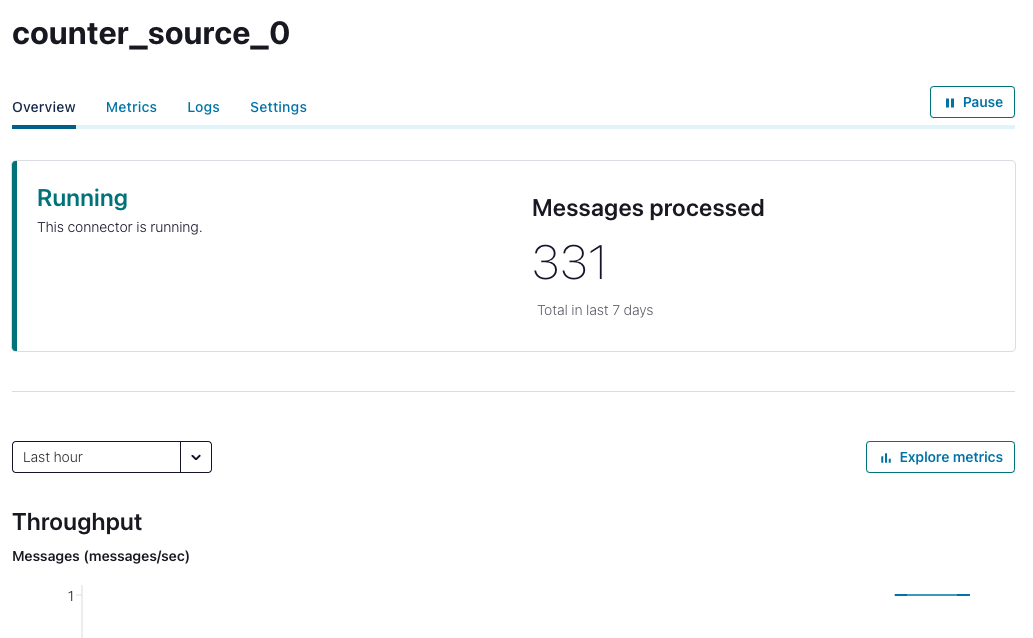 counter_source_0
Overview Metrics Logs Settings
Pause
Running
This connector is running.
Messages processed
331
Total in last 7 days
Last hour
Explore metrics
Throughput
Messages (messages/sec)
1